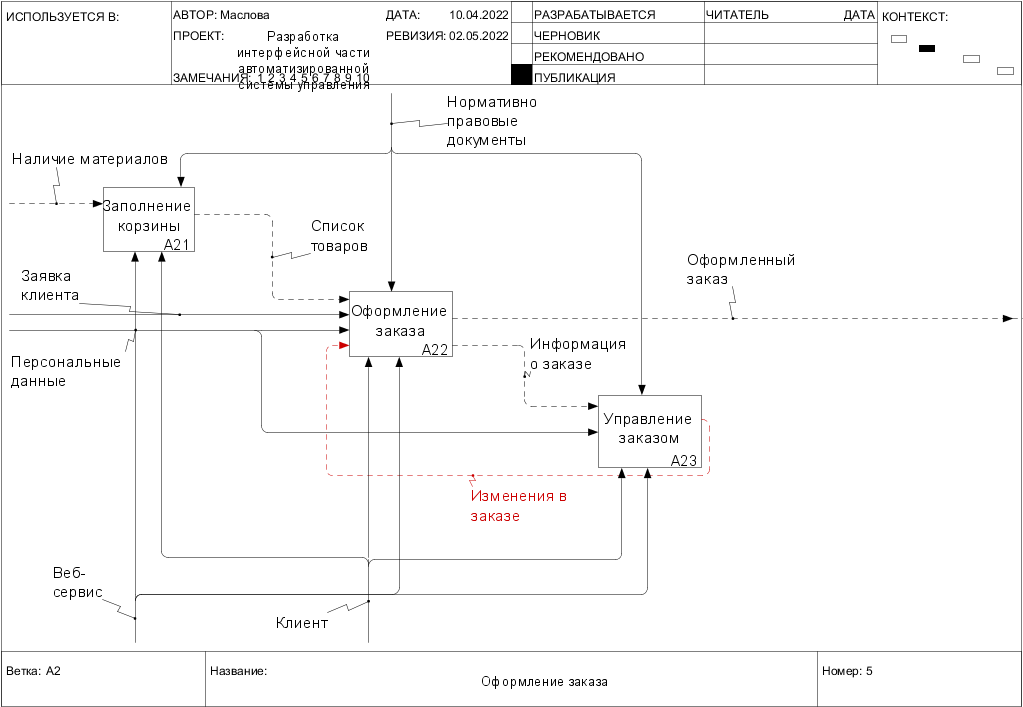 ИСПОЛЬЗУЕТСЯ В:
АВТОР: Маслова
ДАТА: 10.04.2022
ПРОЕКТ: Разработка
интерфейсной части
автоматизированной
системы управления
РЕВИЗИЯ: 02.05.2022
ЗАМЕЧАНИЯ: 1 2 3 4 5 6 7 8 9 10
РАЗРАБАТЫВАЕТСЯ
ЧЕРНОВИК
РЕКОМЕНДОВАНО
ПУБЛИКАЦИЯ
ЧИТАТЕЛЬ ДАТА
КОНТЕКСТ:
Нормативно
правовые
документы
Наличие материалов
Заполнение
корзины
A21
Список
товаров
Заявка
клиента
Оформленный
заказ
Оформление
заказа
A22
Информация
о заказе
Персональные
данные
Управление
заказом
A23
Изменения в
заказе
Веб-
сервис
Клиент
Ветка: A2
Название:
Оформление заказа
Номер: 5